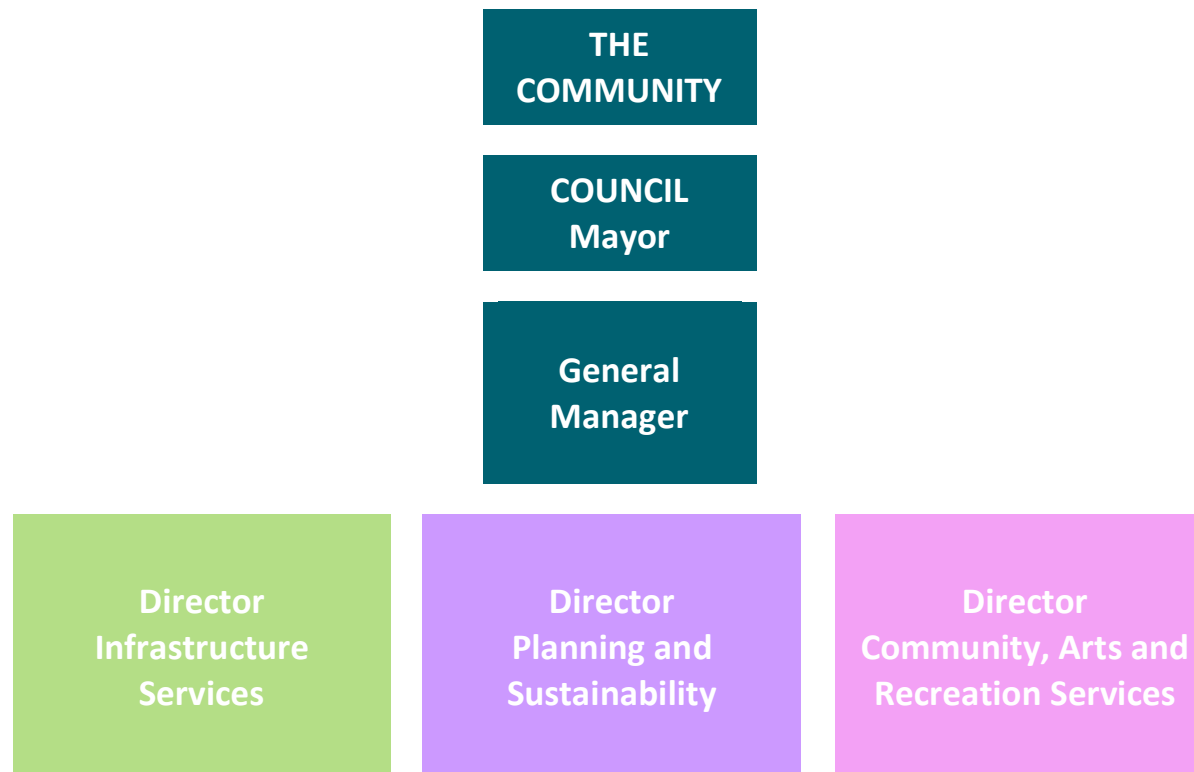 THE
COMMUNITY
COUNCIL
Mayor
General
Manager
Director
Infrastructure
Services
Director
Planning and
Sustainability
Director
Community, Arts and
Recreation Services